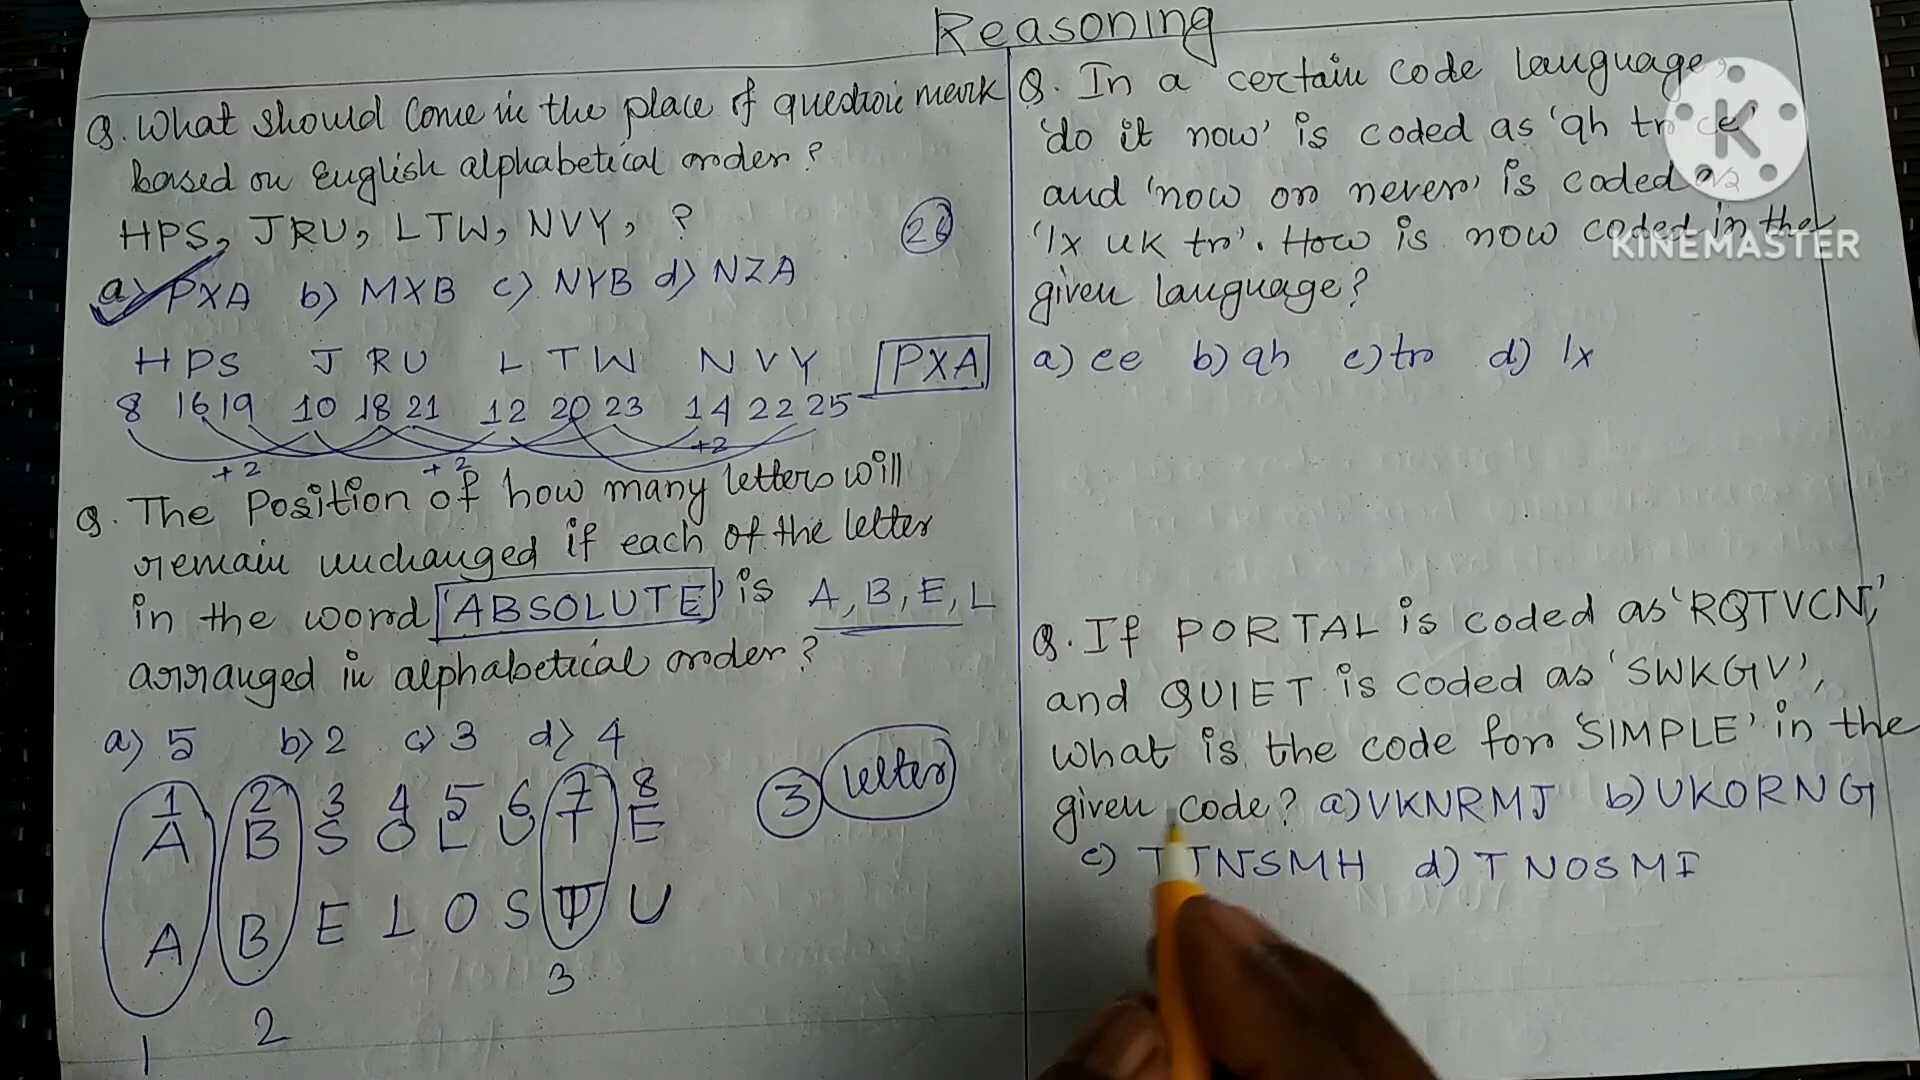 Reasoning
Q. What should come in the place of question mark
based on English alphabetical order?
HPS, JRU, LTW, NVY, ?
26
a) PXA b) MXB c) NYB d) NZA
H P S J R U L T W N V Y PXA
8 16 19 10 18 21 12 20 23 14 22 25
+2 +2 +2
Q. The Position of how many letters will
remain unchanged if each of the letter
in the word 'ABSOLUTE' is A, B, E, L
arranged in alphabetical order?
a) 5 b) 2 c) 3 d) 4
1 2 3 4 5 6 7 8
A B S O L U T E
3 letter
A B E L O S T U
1 2 3
Q. In a certain code language,
'do it now' is coded as 'qh tr ce'
and 'now or never' is coded as
'lx uk tr'. How is now coded in the
given language?
a) ce b) qh c) tr d) lx
K
KINEMASTER
Q. If PORTAL is coded as 'RQTVCN,'
and QUIET is coded as 'SWKGV',
what is the code for 'SIMPLE' in the
given code? a) VKNRMJ b) UKORNG
c) TJNSMH d) TNOSMI